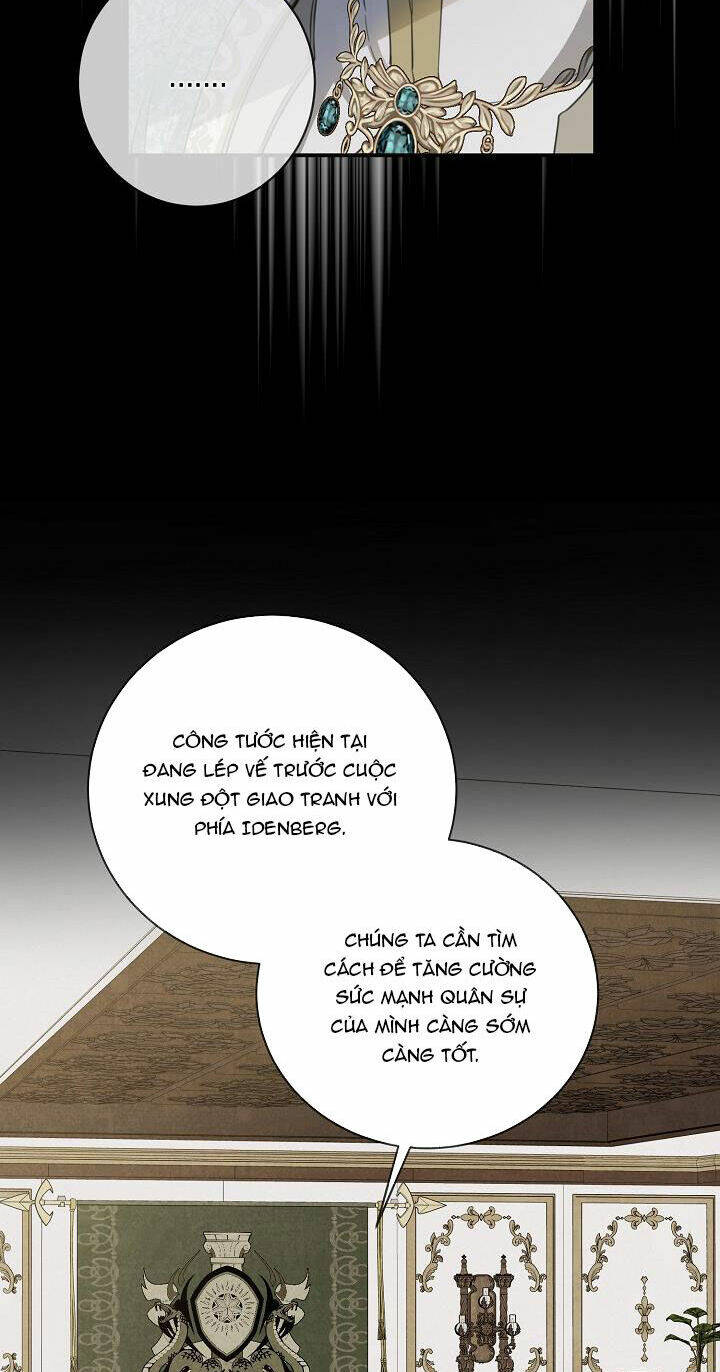 .......
CÔNG TƯỚC HIỆN TẠI
ĐANG LÉP VẾ TRƯỚC CUỘC
XUNG ĐỘT GIAO TRANH VỚI
PHÍA IDENBERG.
CHÚNG TA CẦN TÌM
CÁCH ĐỂ TĂNG CƯỜNG
SỨC MẠNH QUÂN SỰ
CỦA MÌNH CÀNG SỚM
CÀNG TỐT.